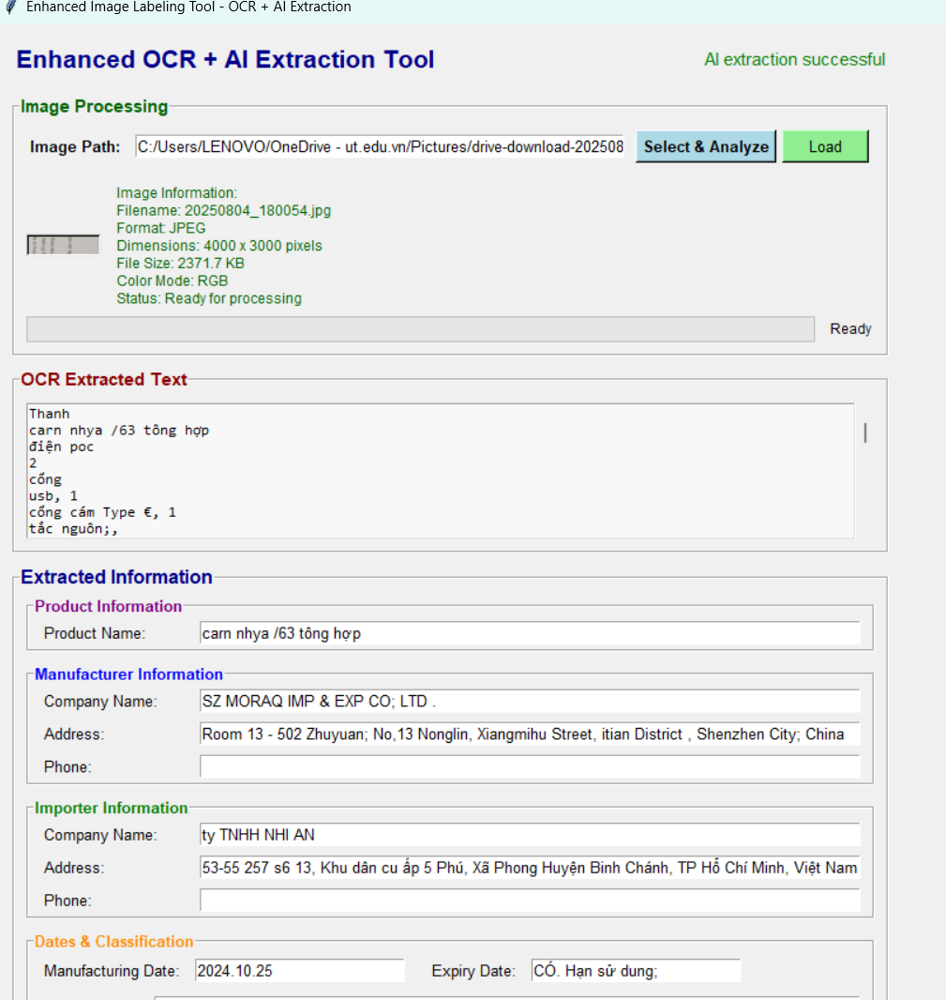 Enhanced Image Labeling Tool - OCR + AI Extraction
Enhanced OCR + AI Extraction Tool
AI extraction successful
Image Processing
Image Path: C:/Users/LENOVO/OneDrive - ut.edu.vn/Pictures/drive-download-202508 Select & Analyze Load
Image Information:
Filename: 20250804_180054.jpg
Format: JPEG
Dimensions: 4000 x 3000 pixels
File Size: 2371.7 KB
Color Mode: RGB
Status: Ready for processing
Ready
OCR Extracted Text
Thanh
carn nhya /63 tông hợp
điện poc
2
cổng
usb, 1
cổng cám Type €, 1
tắc nguôn;,
Extracted Information
Product Information
Product Name: carn nhya /63 tông hợp
Manufacturer Information
Company Name: SZ MORAQ IMP & EXP CO; LTD .
Address: Room 13 - 502 Zhuyuan; No,13 Nonglin, Xiangmihu Street, itian District , Shenzhen City; China
Phone:
Importer Information
Company Name: ty TNHH NHI AN
Address: 53-55 257 s6 13, Khu dân cu ấp 5 Phú, Xã Phong Huyện Binh Chánh, TP Hổ Chí Minh, Việt Nam
Phone:
Dates & Classification
Manufacturing Date: 2024.10.25 Expiry Date: CÓ. Hạn sử dung;